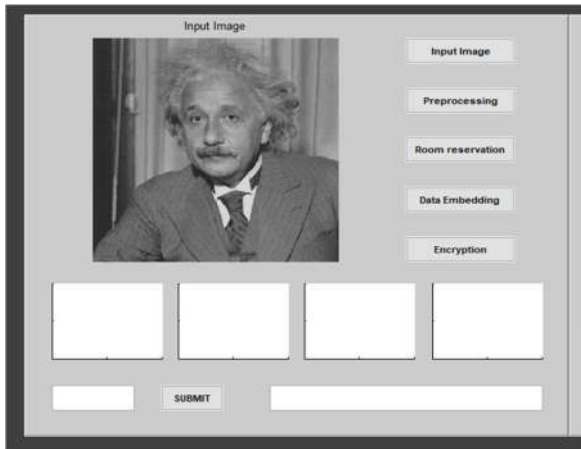 Input Image
Input Image
Preprocessing
Room reservation
Data Embedding
Encryption
SUBMIT